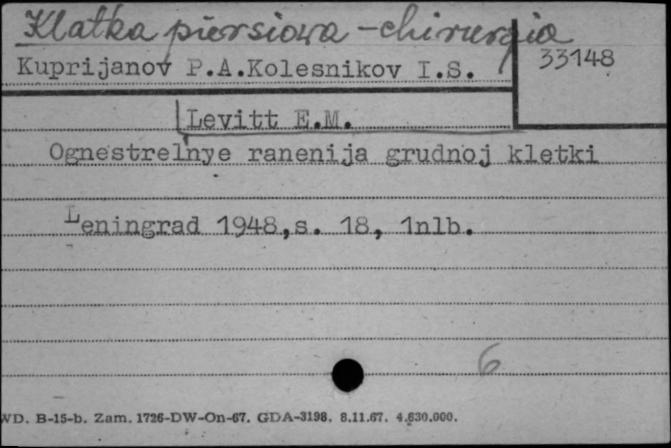 Klatka piersiowa - chirurgia
Kuprijanov P.A.Kolesnikov I.S.
33148
Levitt E.M.
Ognestrelnye ranenija grudnoj kletki
Leningrad 1948,s. 18, 1nlb.
6
WD. B-15-b. Zam. 1726-DW-On-67. GDA-3198. 8.11.67. 4.630.000.